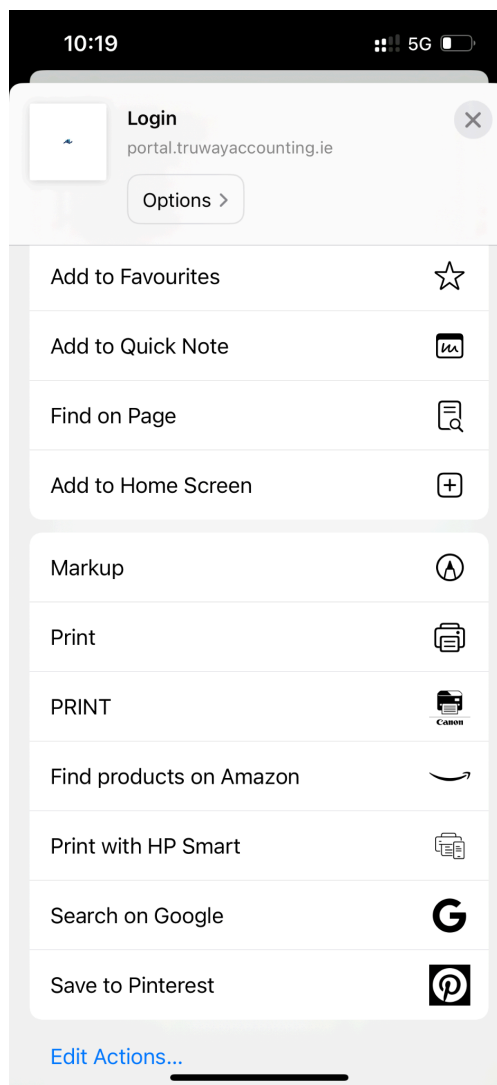 10:19
5G
Login
portal.truwayaccounting.ie
Options
Add to Favourites
Add to Quick Note
Find on Page
Add to Home Screen
Markup
Print
PRINT
Canon
Find products on Amazon
Print with HP Smart
Search on Google
Save to Pinterest
Edit Actions...